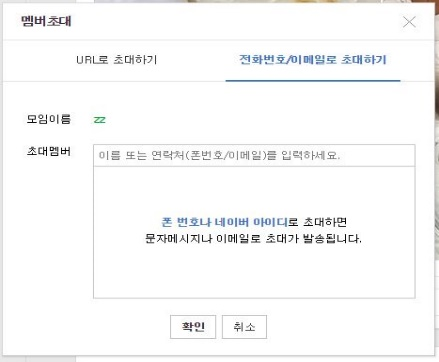 멤버초대
URL로 초대하기
전화번호/이메일로 초대하기
모임이름 zz
초대멤버
이름 또는 연락처(폰번호/이메일)를 입력하세요.
폰 번호나 네이버 아이디로 초대하면
문자메시지나 이메일로 초대가 발송됩니다.
확인
취소